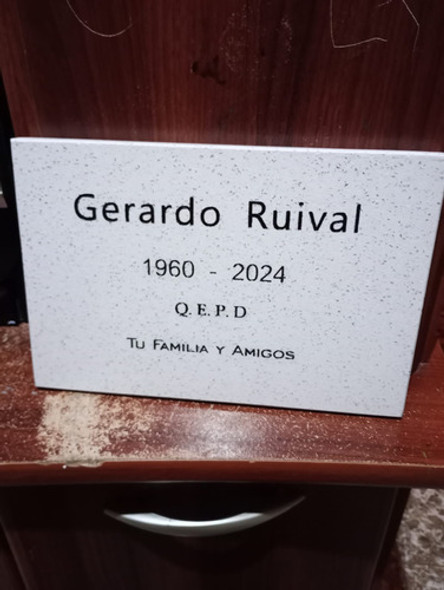 Gerardo Ruival
1960 - 2024
Q. E. P. D
Tu Familia y Amigos